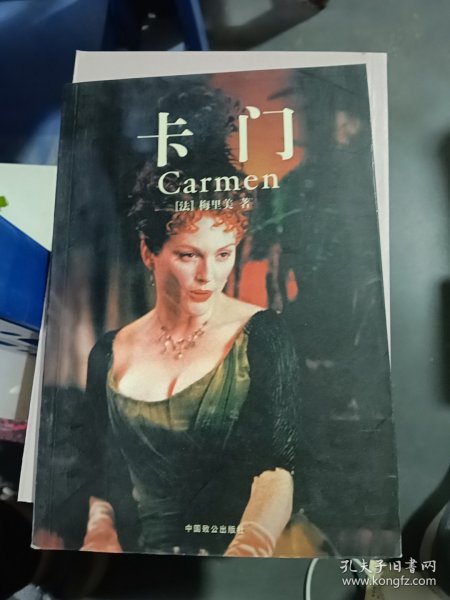 卡门
Carmen
[法] 梅里美 著
中国致公出版社
孔夫子旧书网
www.kongfz.com